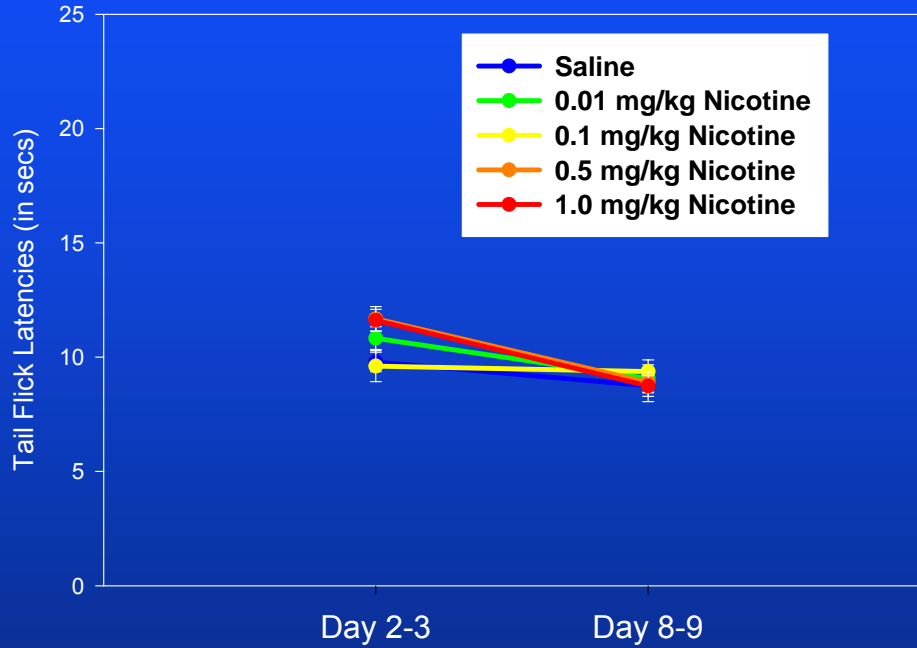 25
20
15
10
5
0
Tail Flick Latencies (in secs)
Saline
0.01 mg/kg Nicotine
0.1 mg/kg Nicotine
0.5 mg/kg Nicotine
1.0 mg/kg Nicotine
Day 2-3
Day 8-9